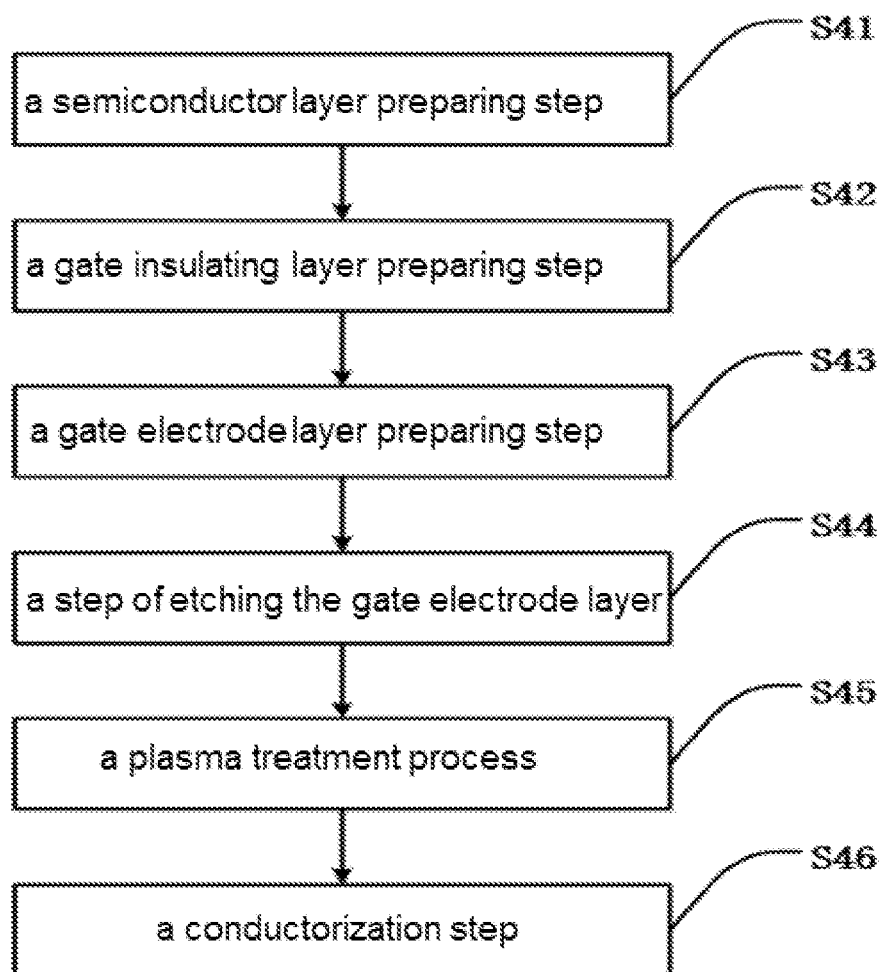 S41
a semiconductor layer preparing step
S42
a gate insulating layer preparing step
S43
a gate electrode layer preparing step
S44
a step of etching the gate electrode layer
S45
a plasma treatment process
S46
a conductorization step